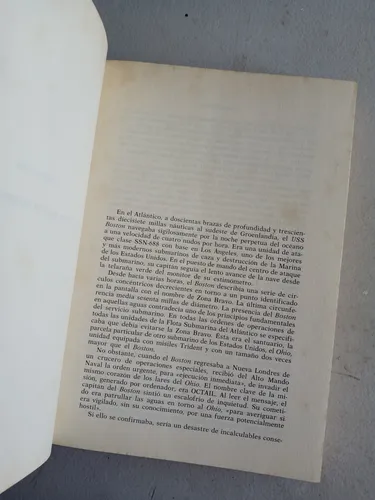 En el Atlántico, a doscientas brazas de profundidad y trescien-
tas diecisiete millas náuticas al sudeste de Groenlandia, el USS
Boston navegaba sigilosamente por la noche perpetua del océano
a una velocidad de cuatro nudos por hora. Era una unidad de ata-
que clase SSN-688 con base en Los Angeles, uno de los mejores
y más modernos submarinos de caza y destrucción de la Marina
de los Estados Unidos. En el puesto de mando del centro de ataque
del submarino, su capitán seguía el lento avance de la nave desde
la telaraña verde del monitor de su estanómetro.
Desde hacía varias horas, el Boston describía una serie de cír-
culos concéntricos decrecientes en torno a un punto identificado
en la pantalla con el nombre de Zona Bravo. La última circunfe-
rencia medía sesenta millas de diámetro. La presencia del Boston
en aquellas aguas contradecía uno de los principios fundamentales
del servicio submarino. En todas las órdenes de operaciones de
todas las unidades de la Flota Submarina del Atlántico se especifi-
caba que debía evitarse la Zona Bravo. Ésta era el santuario, la
parcela particular de otro submarino de los Estados Unidos, el Ohio,
equipado con misiles Trident y con un tamaño dos veces
mayor que el Boston.
No obstante, cuando el Boston regresaba a Nueva Londres de
un crucero de operaciones especiales, recibió del Alto Mando
Naval la orden urgente, para «ejecución inmediata», de invadir el
mismo corazón de los lares del Ohio. El nombre clave de la mi-
sión, generado por ordenador, era OCTAIL. Al leer el mensaje, el
capitán del Boston sintió un escalofrío de inquietud. Su cometi-
do era patrullar las aguas en torno al Ohio, para «averiguar si
era vigilado, sin su conocimiento, por una fuerza potencialmente
hostil».
Si ello se confirmaba, sería un desastre de incalculables conse-